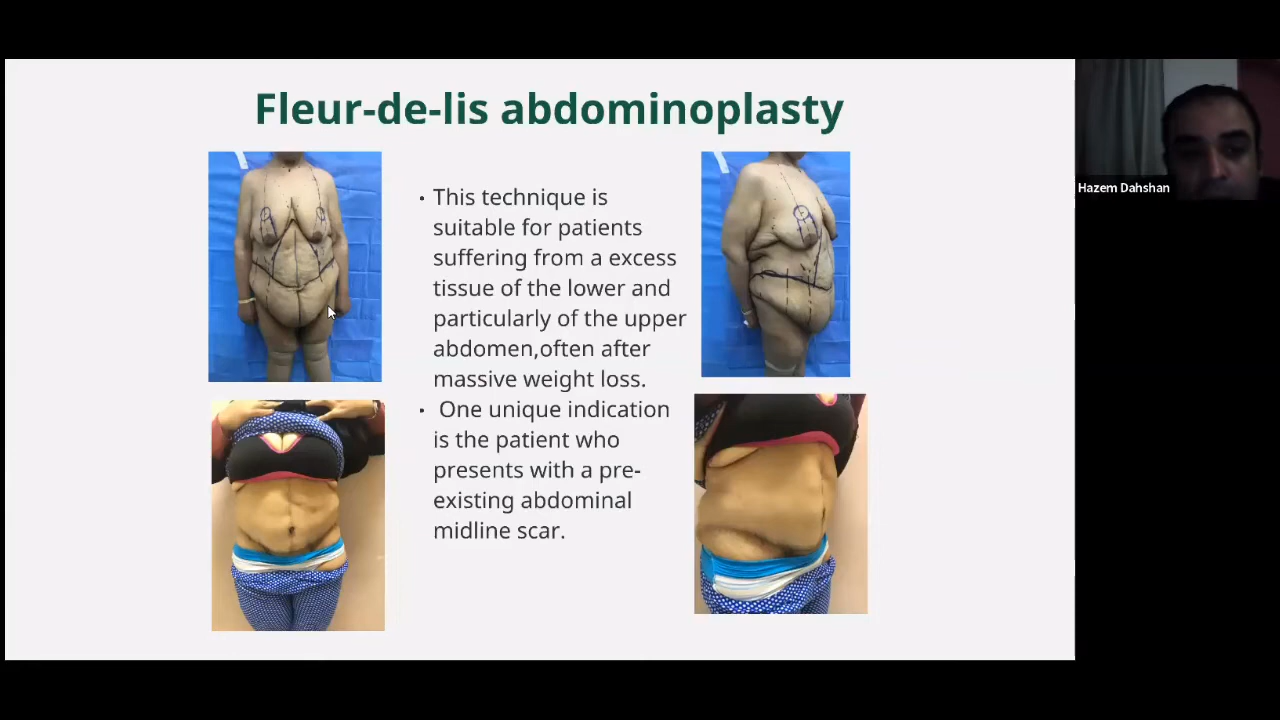 Fleur-de-lis abdominoplasty
• This technique is
suitable for patients
suffering from a excess
tissue of the lower and
particularly of the upper
abdomen,often after
massive weight loss.
• One unique indication
is the patient who
presents with a pre-
existing abdominal
midline scar.
Hazem Dahshan